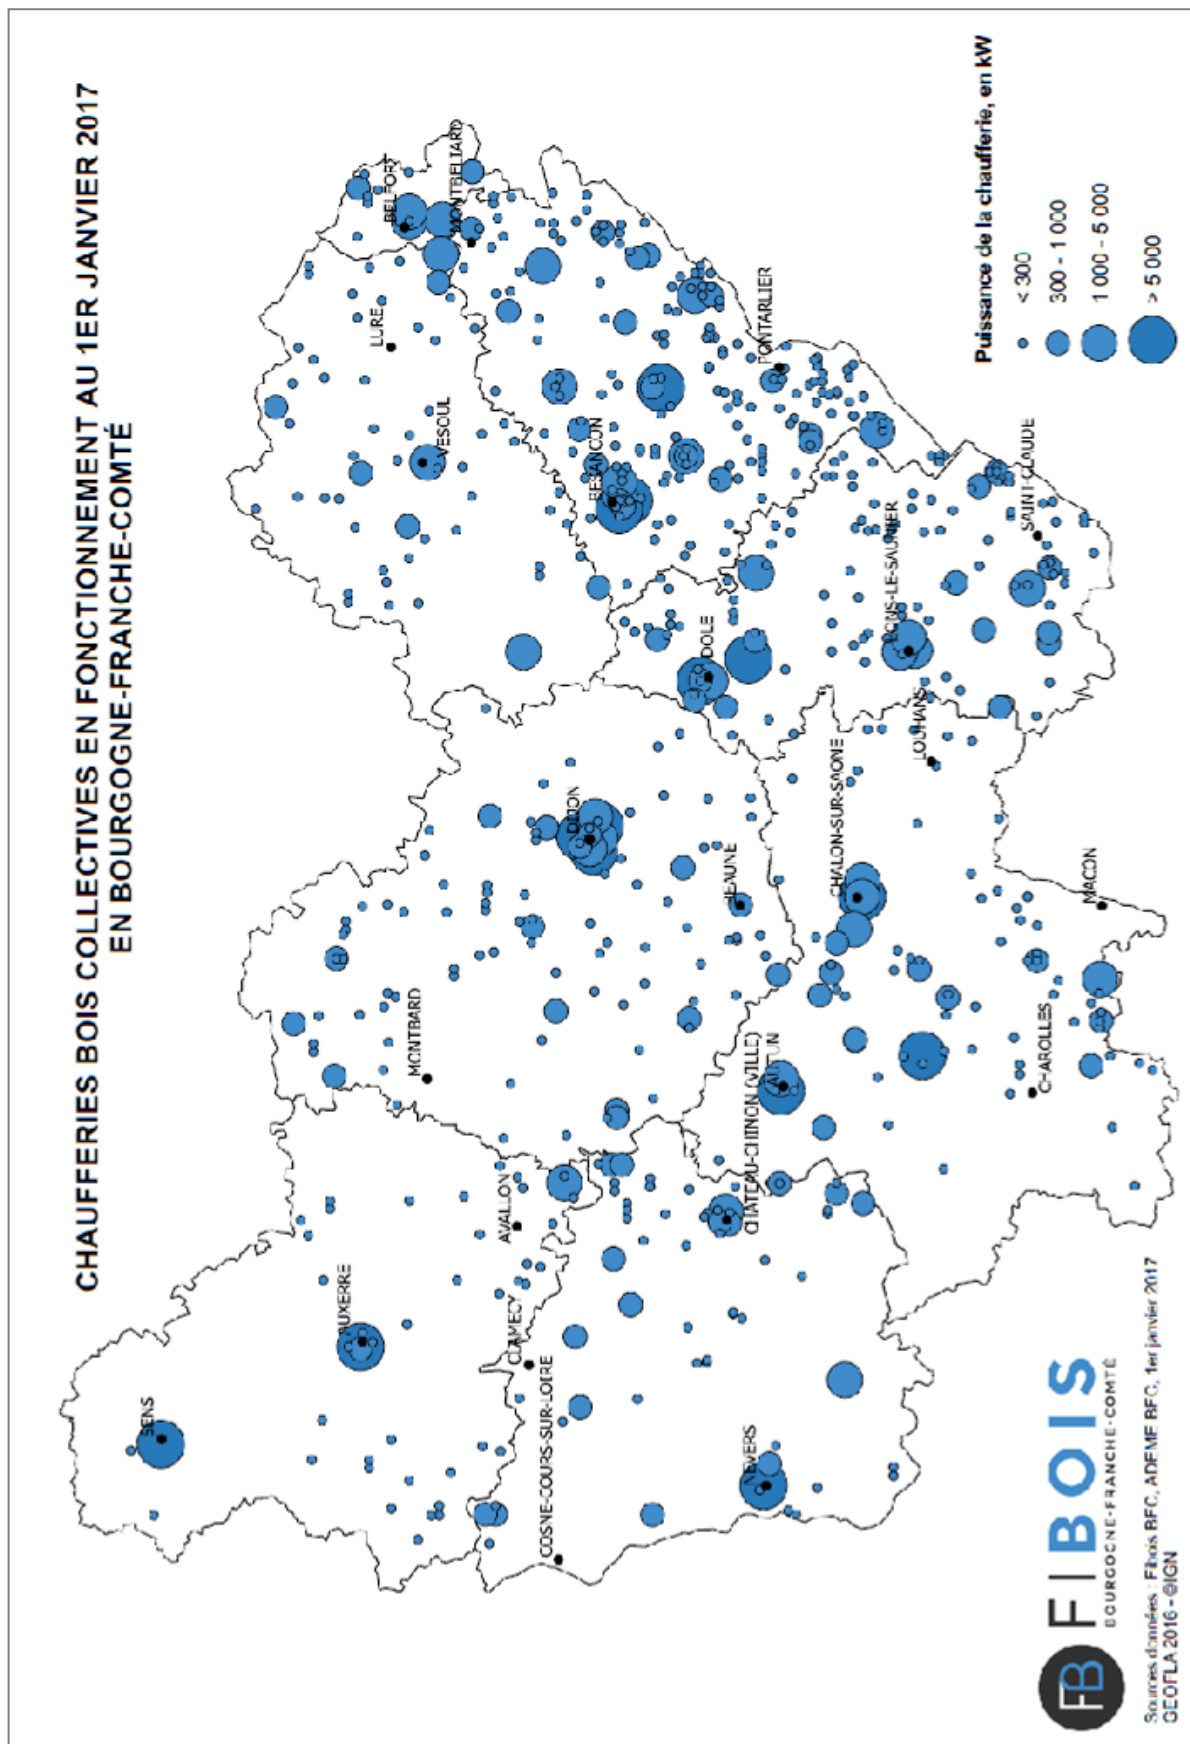 CHAUFFERIES BOIS COLLECTIVES EN FONCTIONNEMENT AU 1ER JANVIER 2017
EN BOURGOGNE-FRANCHE-COMTÉ
SENS
AUXERRE
MONTBARD
AVALLON
CLAMECY
COSNE-COURS-SUR-LOIRE
NEVERS
CHATEAU-CHINON (VILLE)
AUTUN
DIJON
BEAUNE
CHALON-SUR-SAONE
LOUHANS
CHAROLLES
MACON
LURE
VESOUL
BELFORT
MONTBELIARD
BESANCON
DOLE
PONTARLIER
LONS-LE-SAUNIER
SAINT-CLAUDE
Puissance de la chaufferie, en kW
< 300
300 - 1 000
1 000 - 5 000
> 5 000
FB FIBOIS
BOURGOGNE-FRANCHE-COMTÉ
Sources données : Fibois BFC, ADEME BFC, 1er janvier 2017
GEOFLA 2016 - ©IGN